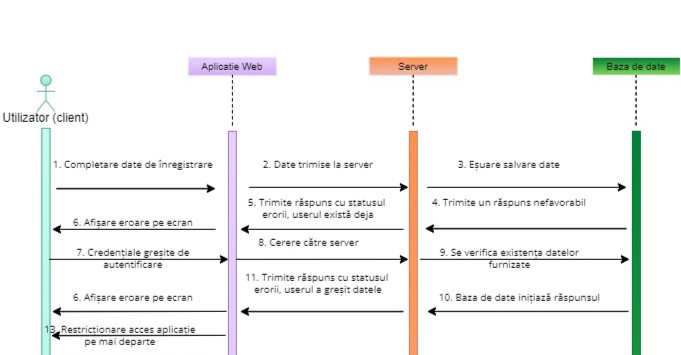 Aplicatie Web
Server
Baza de date
Utilizator (client)
1. Completare date de înregistrare
2. Date trimise la server
3. Eșuare salvare date
5. Trimite răspuns cu statusul
erorii, userul există deja
4. Trimite un răspuns nefavorabil
6. Afișare eroare pe ecran
7. Credențiale greșite de
autentificare
8. Cerere către server
9. Se verifica existența datelor
furnizate
11. Trimite răspuns cu statusul
erorii, userul a greșit datele
6. Afișare eroare pe ecran
10. Baza de date inițiază răspunsul
13. Restricționare acces aplicație
pe mai departe